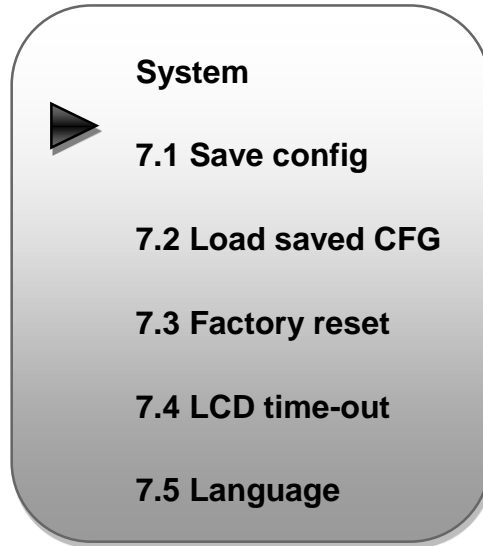 System
7.1 Save config
7.2 Load saved CFG
7.3 Factory reset
7.4 LCD time-out
7.5 Language